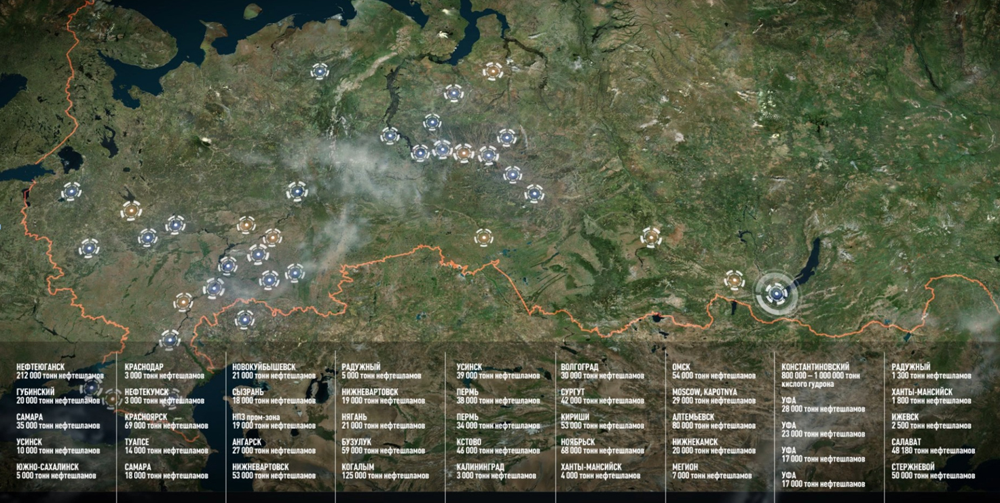 НЕФТЕЮГАНСК
212 000 тонн нефтешламов
ГУБИНСКИЙ
20 000 тонн нефтешламов
САМАРА
35 000 тонн нефтешламов
УСИНСК
10 000 тонн нефтешламов
ЮЖНО-САХАЛИНСК
5 000 тонн нефтешламов
КРАСНОДАР
3 000 тонн нефтешламов
НЕФТЕКУМСК
3 000 тонн нефтешламов
КРАСНОЯРСК
69 000 тонн нефтешламов
ТУАПСЕ
14 000 тонн нефтешламов
САМАРА
18 000 тонн нефтешламов
НОВОКУЙБЫШЕВСК
21 000 тонн нефтешламов
СЫЗРАНЬ
18 000 тонн нефтешламов
НПЗ пром-зона
19 000 тонн нефтешламов
АНГАРСК
27 000 тонн нефтешламов
НИЖНЕВАРТОВСК
53 000 тонн нефтешламов
РАДУЖНЫЙ
5 000 тонн нефтешламов
НИЖНЕВАРТОВСК
19 000 тонн нефтешламов
НЯГАНЬ
21 000 тонн нефтешламов
БУЗУЛУК
59 000 тонн нефтешламов
КОГАЛЫМ
125 000 тонн нефтешламов
УСИНСК
39 000 тонн нефтешламов
ПЕРМЬ
38 000 тонн нефтешламов
ПЕРМЬ
34 000 тонн нефтешламов
КСТОВО
46 000 тонн нефтешламов
КАЛИНИНГРАД
3 000 тонн нефтешламов
ВОЛГОГРАД
30 000 тонн нефтешламов
СУРГУТ
42 000 тонн нефтешламов
КИРИШИ
53 000 тонн нефтешламов
НОЯБРЬСК
68 000 тонн нефтешламов
ХАНТЫ-МАНСИЙСК
4 000 тонн нефтешламов
ОМСК
54 000 тонн нефтешламов
MOSCOW, KAPOTNYA
29 000 тонн нефтешламов
АЛТЕМЬЕВСК
80 000 тонн нефтешламов
НИЖНЕКАМСК
20 000 тонн нефтешламов
МЕГИОН
7 000 тонн нефтешламов
КОНСТАНТИНОВСКИЙ
800 000 – 1 000 000 тонн
кислого гудрона
УФА
28 000 тонн нефтешламов
УФА
23 000 тонн нефтешламов
УФА
17 000 тонн нефтешламов
УФА
17 000 тонн нефтешламов
РАДУЖНЫЙ
1 300 тонн нефтешламов
ХАНТЫ-МАНСИЙСК
1 800 тонн нефтешламов
ИЖЕВСК
2 500 тонн нефтешламов
САЛАВАТ
48 180 тонн нефтешламов
СТЕРЖНЕВОЙ
50 000 тонн нефтешламов